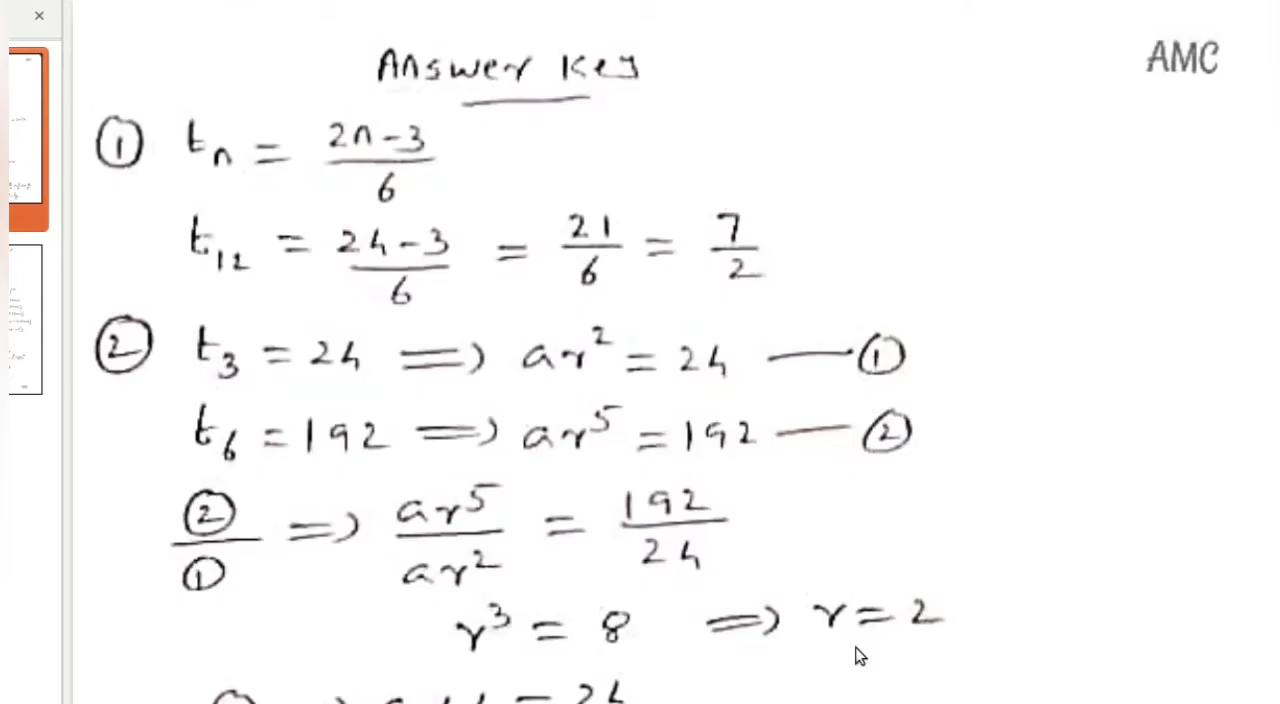 AMC
Answer Key
① tn = 2n-3/6
t12 = 24-3/6 = 21/6 = 7/2
② t3 = 24 ⇒ ar² = 24 — ①
t6 = 192 ⇒ ar⁵ = 192 — ②
②/① ⇒ ar⁵/ar² = 192/24
r³ = 8 ⇒ r = 2